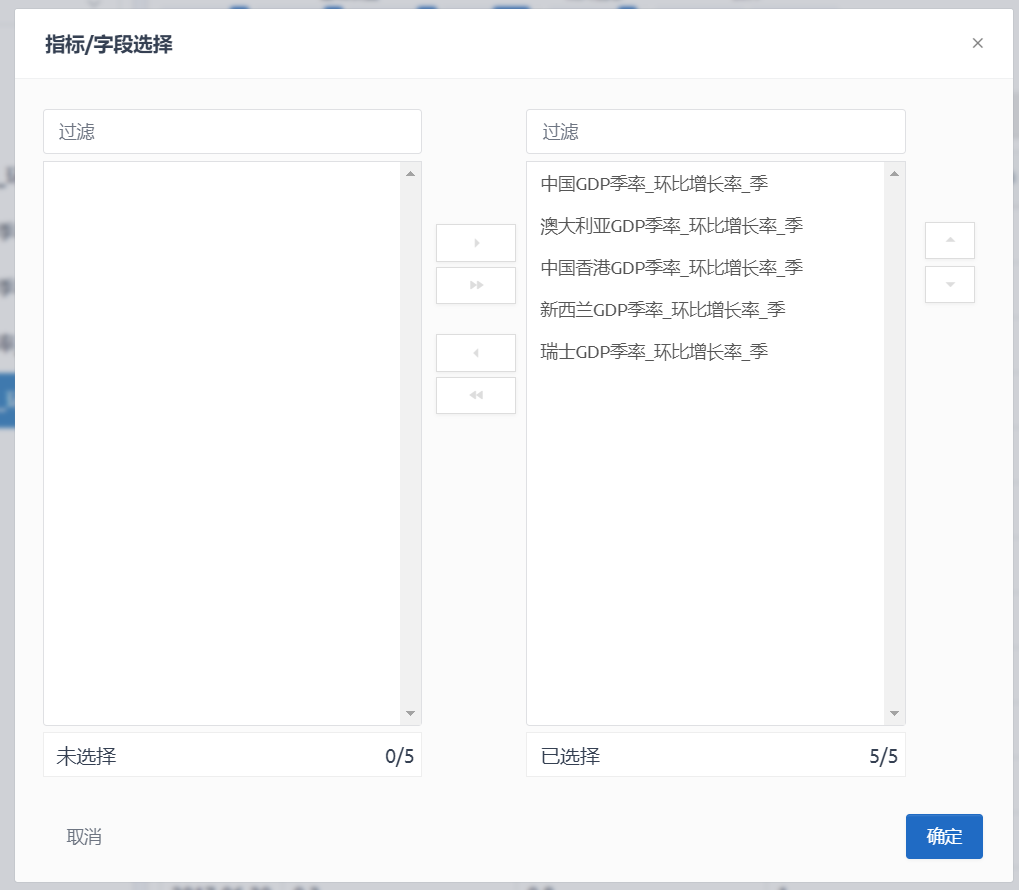 指标/字段选择
×
过滤
过滤
中国GDP季率_环比增长率_季
澳大利亚GDP季率_环比增长率_季
中国香港GDP季率_环比增长率_季
新西兰GDP季率_环比增长率_季
瑞士GDP季率_环比增长率_季
未选择 0/5
已选择 5/5
取消
确定